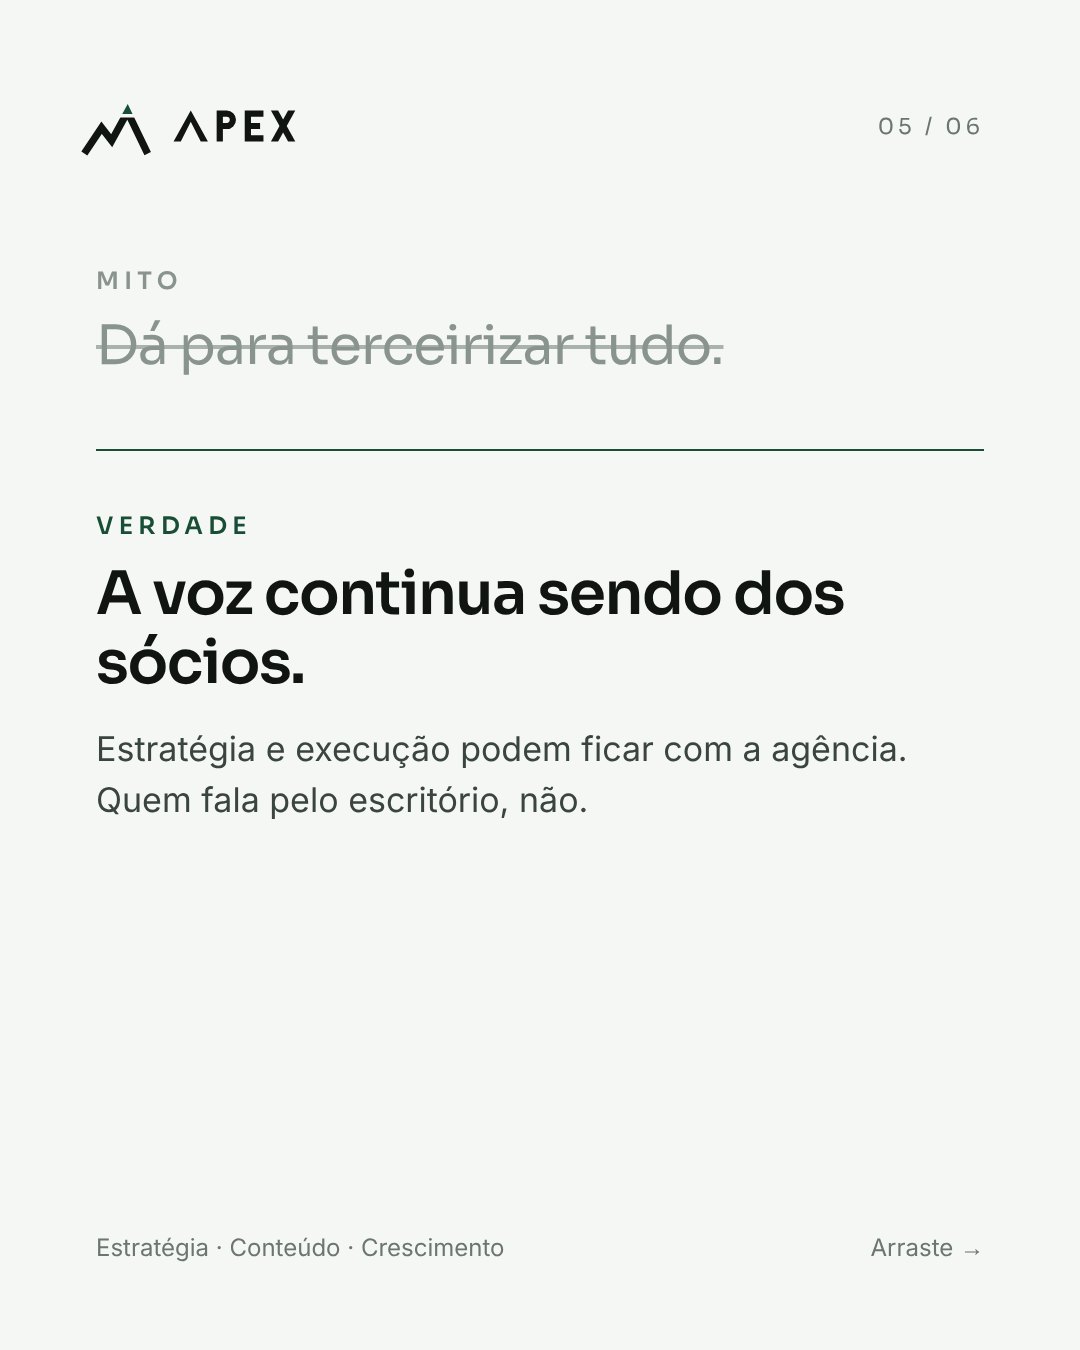 APEX
05 / 06
MITO
Dá para terceirizar tudo.
VERDADE
A voz continua sendo dos
sócios.
Estratégia e execução podem ficar com a agência.
Quem fala pelo escritório, não.
Estratégia · Conteúdo · Crescimento
Arraste →